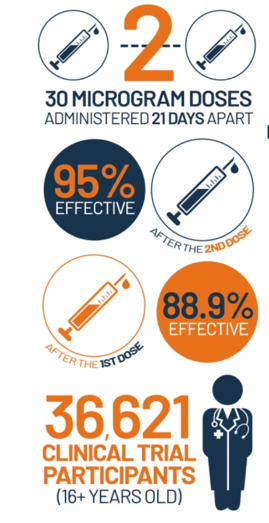 2
30 MICROGRAM DOSES
ADMINISTERED 21 DAYS APART
95%
EFFECTIVE
AFTER THE 2ND DOSE
AFTER THE 1ST DOSE
88.9%
EFFECTIVE
36,621
CLINICAL TRIAL
PARTICIPANTS
(16+ YEARS OLD)